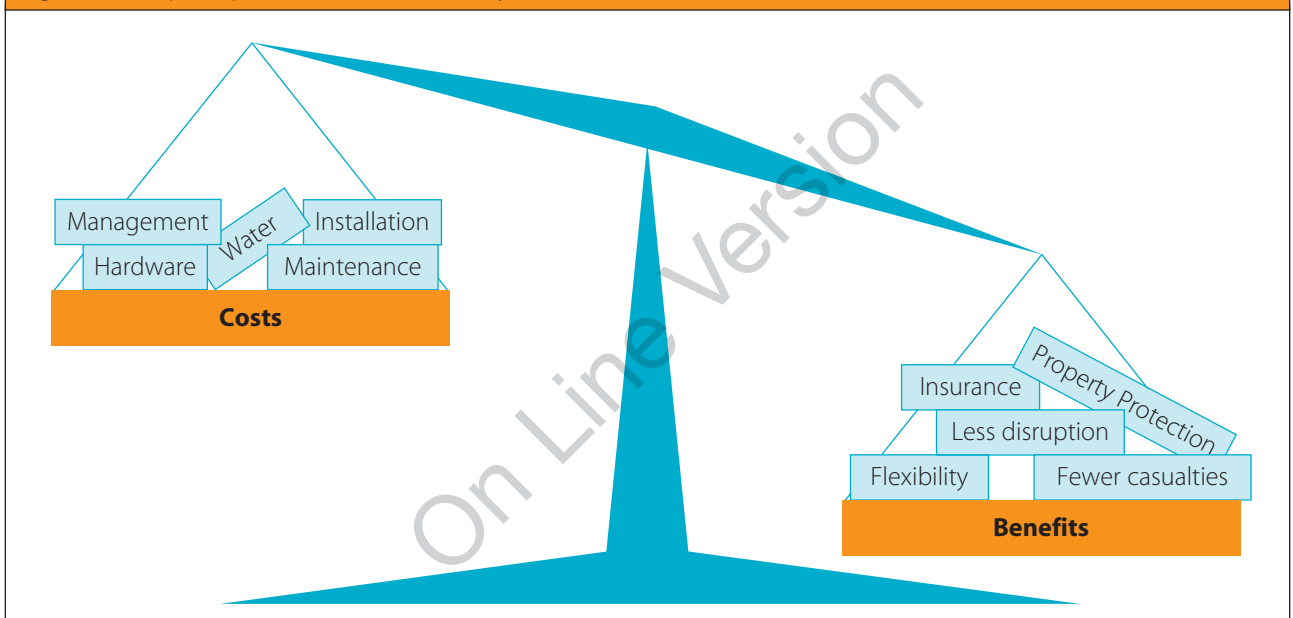 Management
Water
Installation
Hardware
Maintenance
Costs
On Line Version
Insurance
Property Protection
Less disruption
Flexibility
Fewer casualties
Benefits